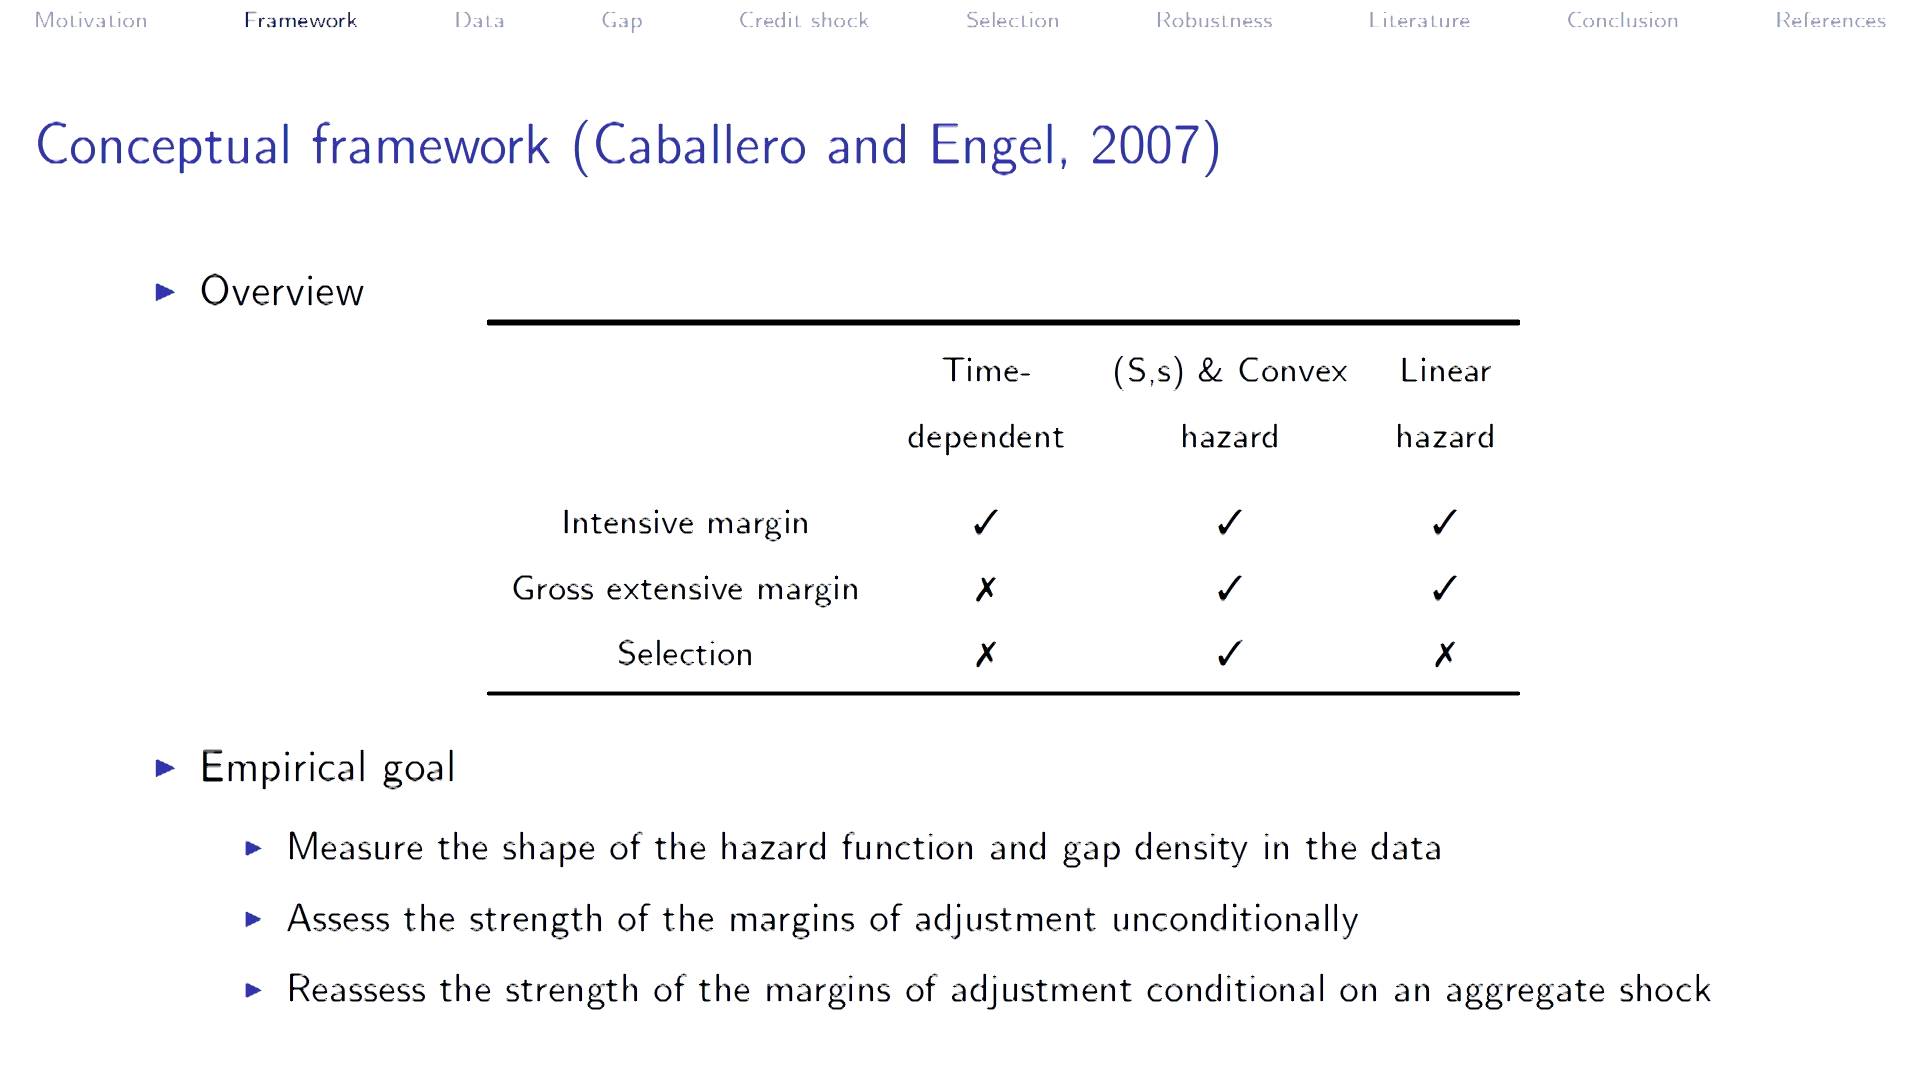 Motivation Framework Data Gap Credit shock Selection Robustness Literature Conclusion References
Conceptual framework (Caballero and Engel, 2007)
▶ Overview
Time- (S,s) & Convex Linear
dependent hazard hazard
Intensive margin ✓ ✓ ✓
Gross extensive margin ✗ ✓ ✓
Selection ✗ ✓ ✗
▶ Empirical goal
▶ Measure the shape of the hazard function and gap density in the data
▶ Assess the strength of the margins of adjustment unconditionally
▶ Reassess the strength of the margins of adjustment conditional on an aggregate shock